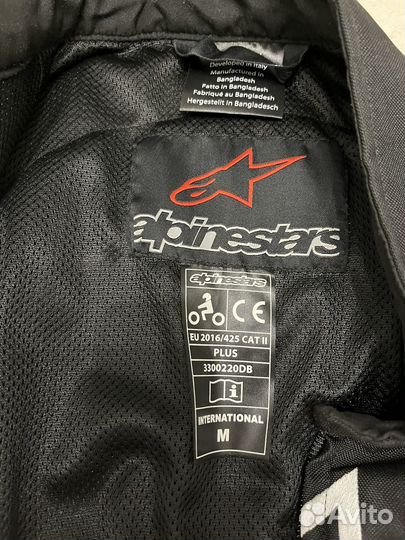 Developed in Italy
Manufactured in
Bangladesh
Fatto in Bangladesh
Fabriqué au Bangladesh
Hergestellt in Bangladesch
alpinestars
alpinestars
CE
EU 2016/425 CAT II
PLUS
3300220DB
i
INTERNATIONAL
M
Avito